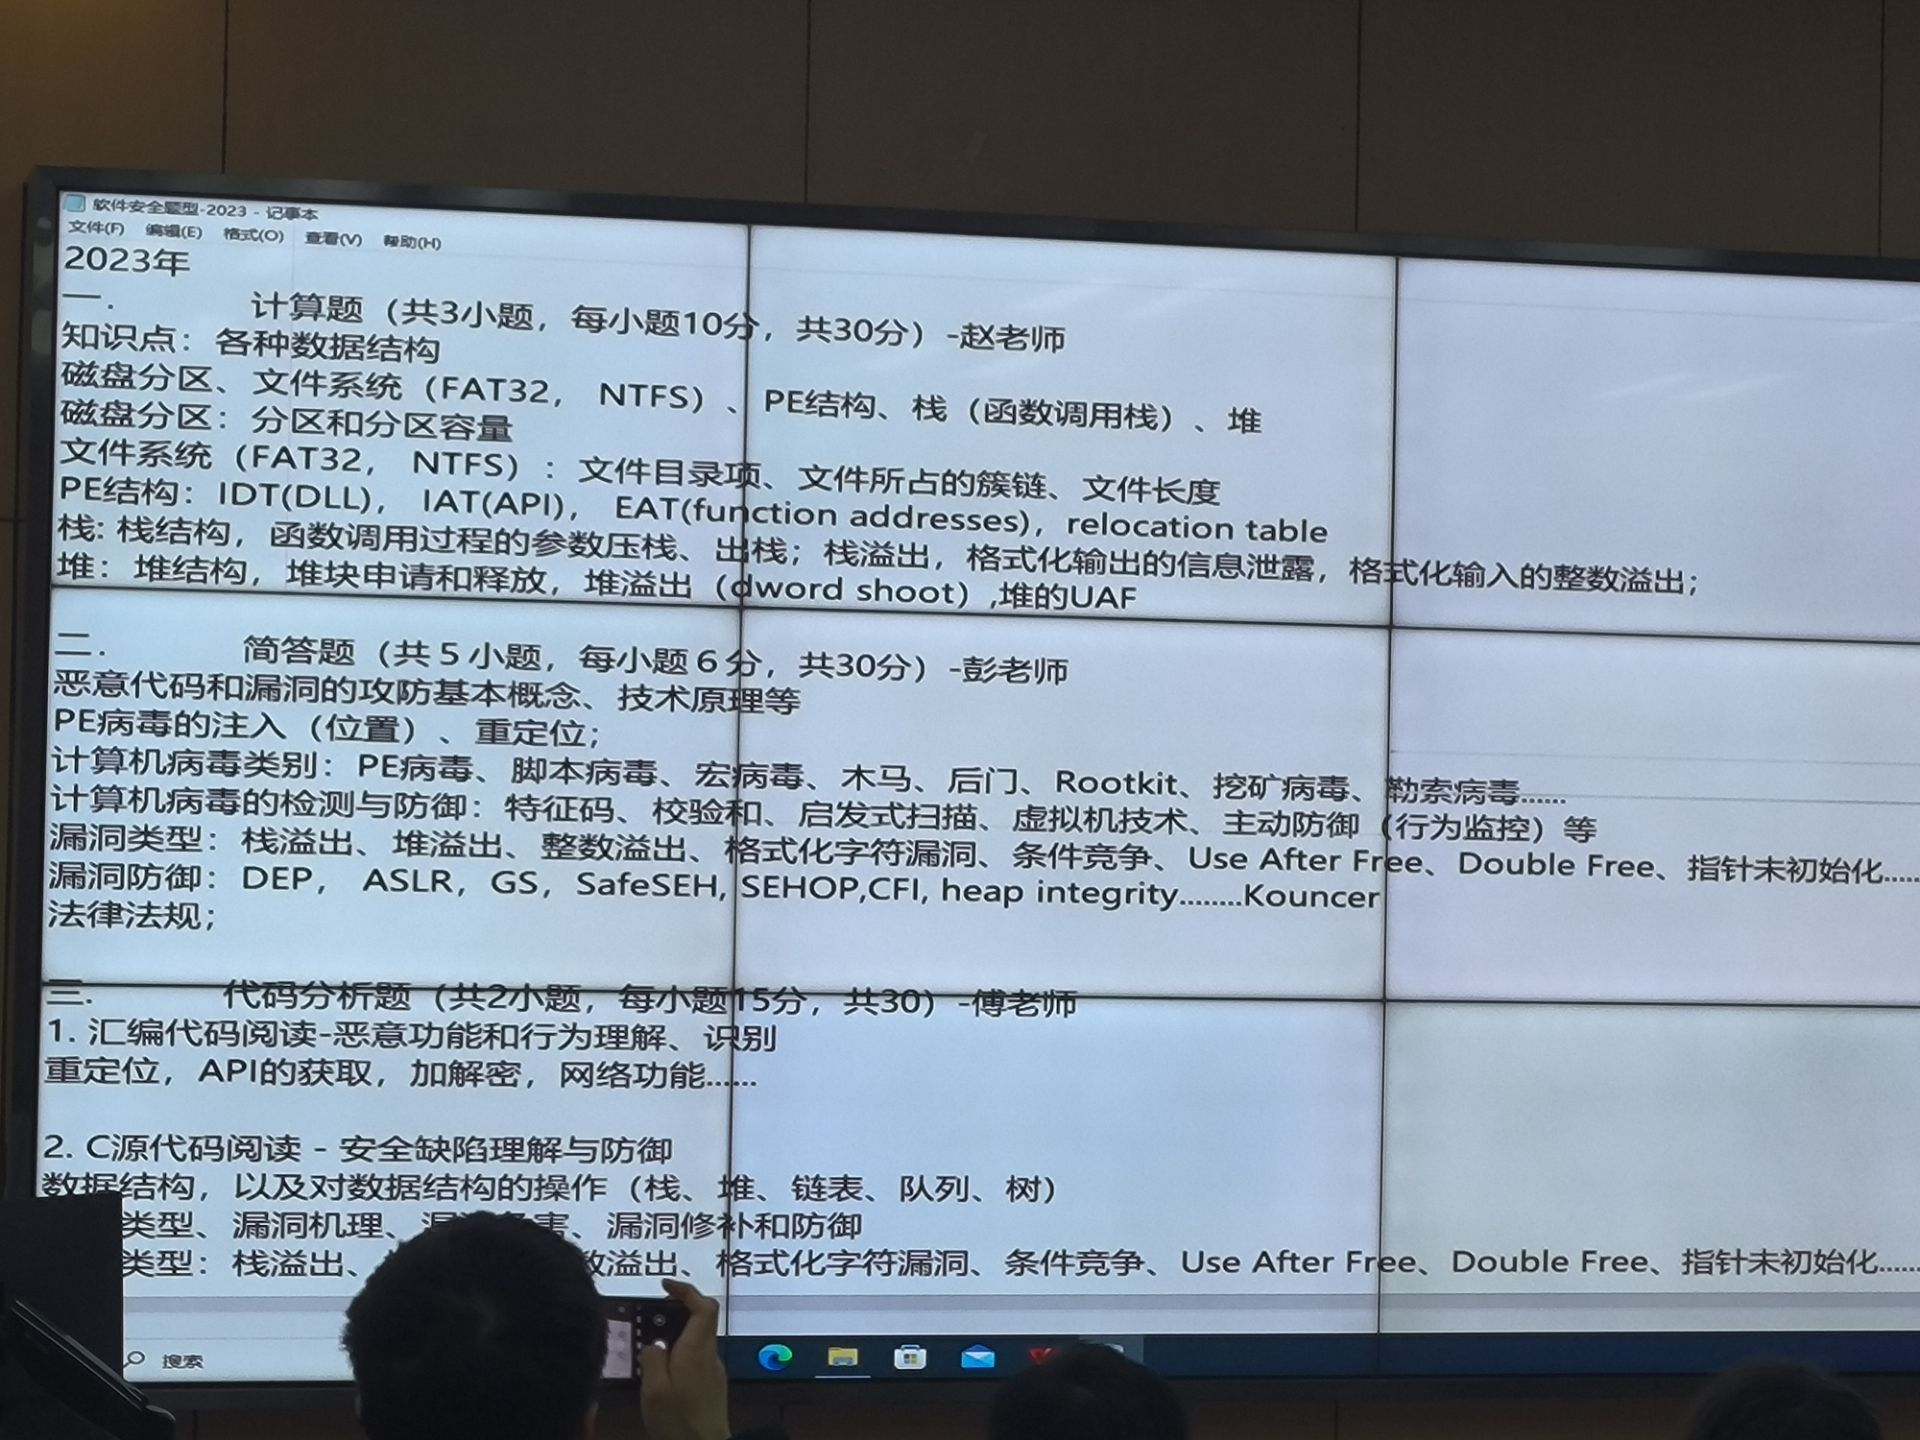 软件安全题型-2023 - 记事本
文件(F) 编辑(E) 格式(O) 查看(V) 帮助(H)
2023年
一. 计算题（共3小题，每小题10分，共30分）-赵老师
知识点：各种数据结构
磁盘分区、文件系统（FAT32， NTFS）、PE结构、栈（函数调用栈）、堆
磁盘分区：分区和分区容量
文件系统（FAT32， NTFS）：文件目录项、文件所占的簇链、文件长度
PE结构：IDT(DLL)， IAT(API)， EAT(function addresses)，relocation table
栈: 栈结构，函数调用过程的参数压栈、出栈；栈溢出，格式化输出的信息泄露，格式化输入的整数溢出；
堆：堆结构，堆块申请和释放，堆溢出（dword shoot）,堆的UAF
二. 简答题（共５小题，每小题６分，共30分）-彭老师
恶意代码和漏洞的攻防基本概念、技术原理等
PE病毒的注入（位置）、重定位；
计算机病毒类别：PE病毒、脚本病毒、宏病毒、木马、后门、Rootkit、挖矿病毒、勒索病毒......
计算机病毒的检测与防御：特征码、校验和、启发式扫描、虚拟机技术、主动防御（行为监控）等
漏洞类型：栈溢出、堆溢出、整数溢出、格式化字符漏洞、条件竞争、Use After Free、Double Free、指针未初始化......
漏洞防御：DEP， ASLR，GS，SafeSEH, SEHOP,CFI, heap integrity........Kouncer
法律法规；
三. 代码分析题（共2小题，每小题15分，共30）-傅老师
1. 汇编代码阅读-恶意功能和行为理解、识别
重定位，API的获取，加解密，网络功能......
2. C源代码阅读 - 安全缺陷理解与防御
数据结构，以及对数据结构的操作（栈、堆、链表、队列、树）
类型、漏洞机理、害、漏洞修补和防御
类型：栈溢出、数溢出、格式化字符漏洞、条件竞争、Use After Free、Double Free、指针未初始化......
搜索